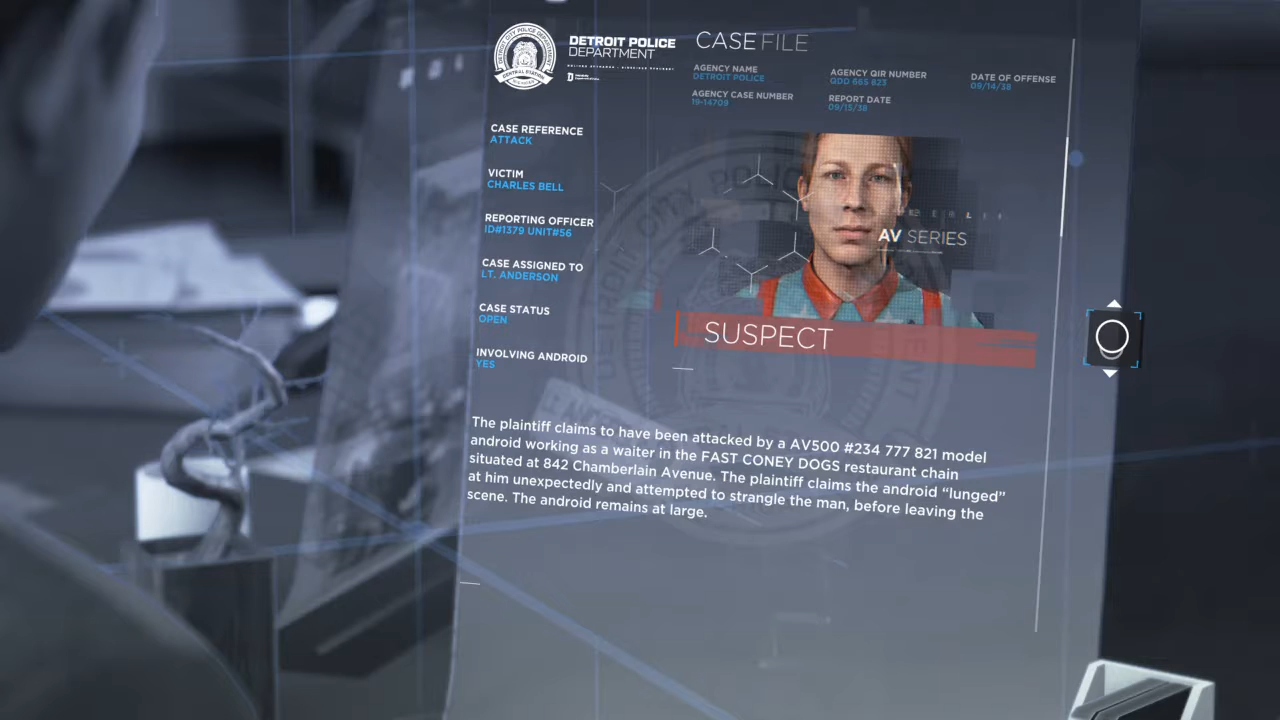 DETROIT POLICE
DEPARTMENT
CENTRAL STATION
CASE FILE
AGENCY NAME
DETROIT POLICE
AGENCY QIR NUMBER
QDD 665 823
DATE OF OFFENSE
09/14/38
AGENCY CASE NUMBER
19-14709
REPORT DATE
09/15/38
CASE REFERENCE
ATTACK
VICTIM
CHARLES BELL
REPORTING OFFICER
ID#1379 UNIT#56
CASE ASSIGNED TO
LT. ANDERSON
CASE STATUS
OPEN
INVOLVING ANDROID
YES
AV SERIES
SUSPECT
The plaintiff claims to have been attacked by a AV500 #234 777 821 model
android working as a waiter in the FAST CONEY DOGS restaurant chain
situated at 842 Chamberlain Avenue. The plaintiff claims the android “lunged”
at him unexpectedly and attempted to strangle the man, before leaving the
scene. The android remains at large.